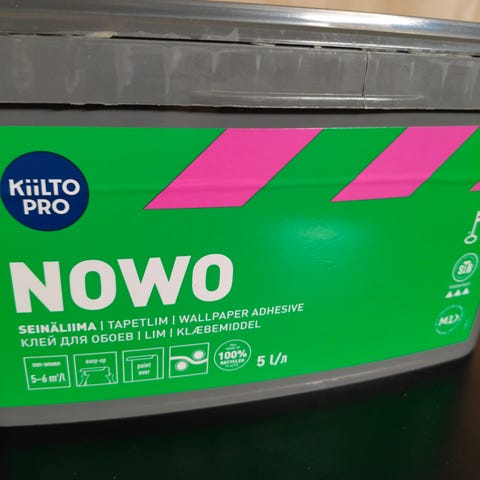 KiiLTO
PRO
NOWO
SEINÄLIIMA | TAPETLIM | WALLPAPER ADHESIVE
КЛЕЙ ДЛЯ ОБОЕВ | LIM | KLÆBEMIDDEL
non-woven
5-6 m²/l
easy-up
paint
over
100%
RECYCLED
5 l/л
M1